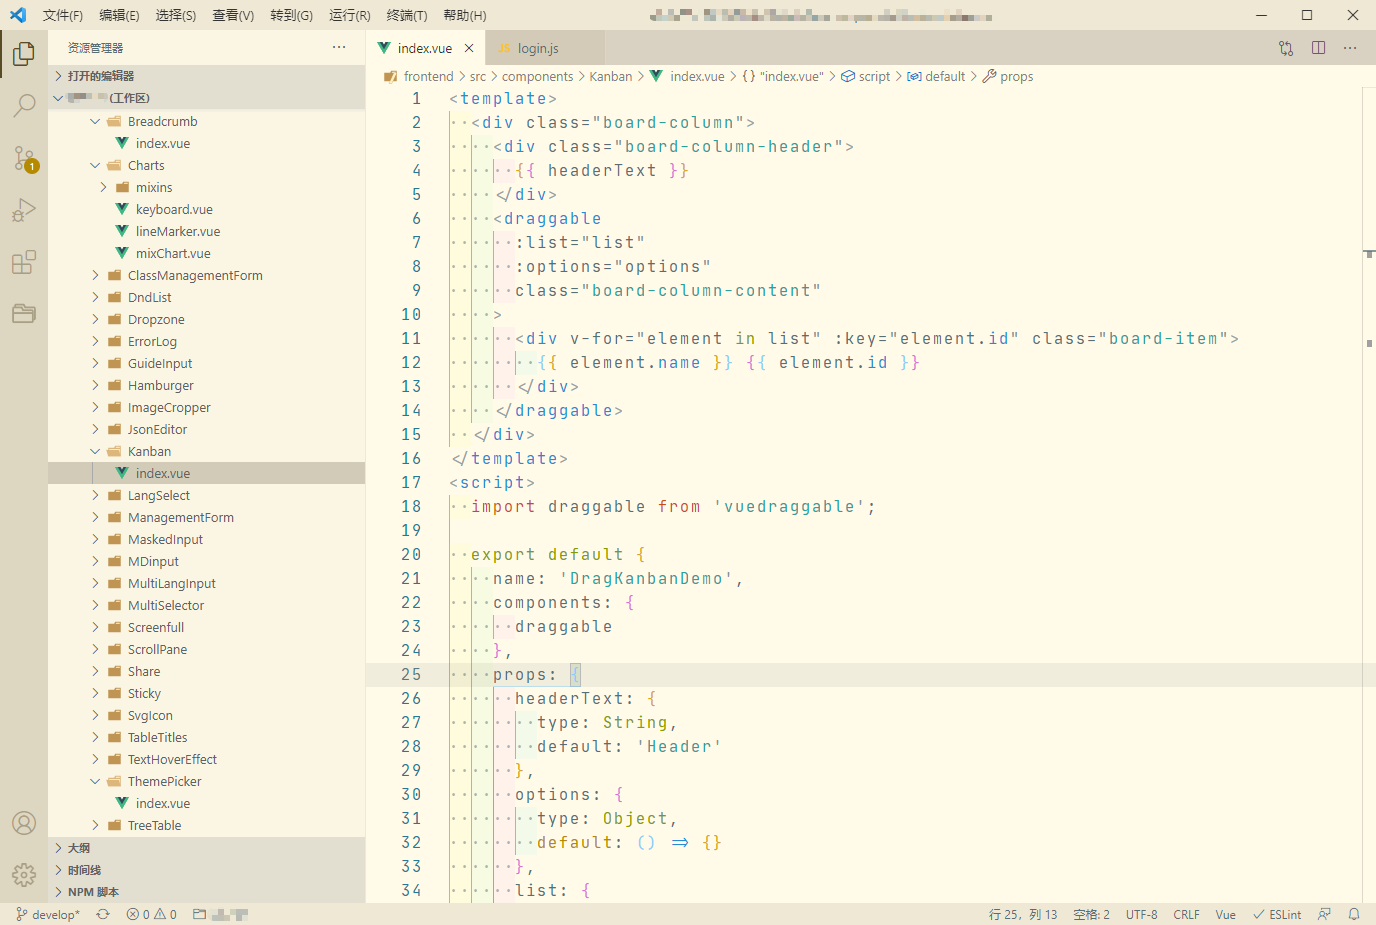 文件(F) 编辑(E) 选择(S) 查看(V) 转到(G) 运行(R) 终端(T) 帮助(H)
资源管理器
打开的编辑器
(工作区)
Breadcrumb
index.vue
Charts
mixins
keyboard.vue
lineMarker.vue
mixChart.vue
ClassManagementForm
DndList
Dropzone
ErrorLog
GuideInput
Hamburger
ImageCropper
JsonEditor
Kanban
index.vue
LangSelect
ManagementForm
MaskedInput
MDinput
MultiLangInput
MultiSelector
Screenfull
ScrollPane
Share
Sticky
SvgIcon
TableTitles
TextHoverEffect
ThemePicker
index.vue
TreeTable
大纲
时间线
NPM 脚本
1
index.vue
JS login.js
frontend > src > components > Kanban > index.vue > {} "index.vue" > script > default > props
1 <template>
2 <div class="board-column">
3 <div class="board-column-header">
4 {{ headerText }}
5 </div>
6 <draggable
7 :list="list"
8 :options="options"
9 class="board-column-content"
10 >
11 <div v-for="element in list" :key="element.id" class="board-item">
12 {{ element.name }} {{ element.id }}
13 </div>
14 </draggable>
15 </div>
16 </template>
17 <script>
18 import draggable from 'vuedraggable';
19
20 export default {
21 name: 'DragKanbanDemo',
22 components: {
23 draggable
24 },
25 props: {
26 headerText: {
27 type: String,
28 default: 'Header'
29 },
30 options: {
31 type: Object,
32 default: () => {}
33 },
34 list: {
develop* 0 0 行 25, 列 13 空格: 2 UTF-8 CRLF Vue ESLint